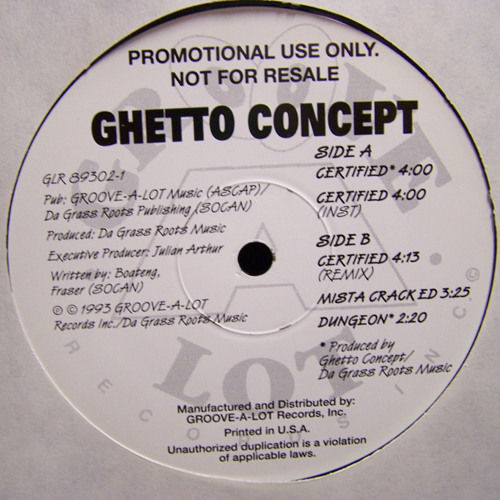 PROMOTIONAL USE ONLY.
NOT FOR RESALE
GHETTO CONCEPT
GLR 89302-1
Pub: GROOVE-A-LOT Music (ASCAP)/
Da Grass Roots Publishing (SOCAN)
Produced: Da Grass Roots Music
Executive Producer: Julian Arthur
Written by: Boateng,
Fraser (SOCAN)
℗ © 1993 GROOVE-A-LOT
Records Inc./Da Grass Roots Music
SIDE A
CERTIFIED* 4:00
CERTIFIED 4:00
(INST)
SIDE B
CERTIFIED 4:13
(REMIX)
MISTA CRACK ED 3:25
DUNGEON* 2:20
* Produced by
Ghetto Concept/
Da Grass Roots Music
Manufactured and Distributed by:
GROOVE-A-LOT Records, Inc.
Printed in U.S.A.
Unauthorized duplication is a violation
of applicable laws.
GROOVE
A
LOT
RECORDS INC. ©